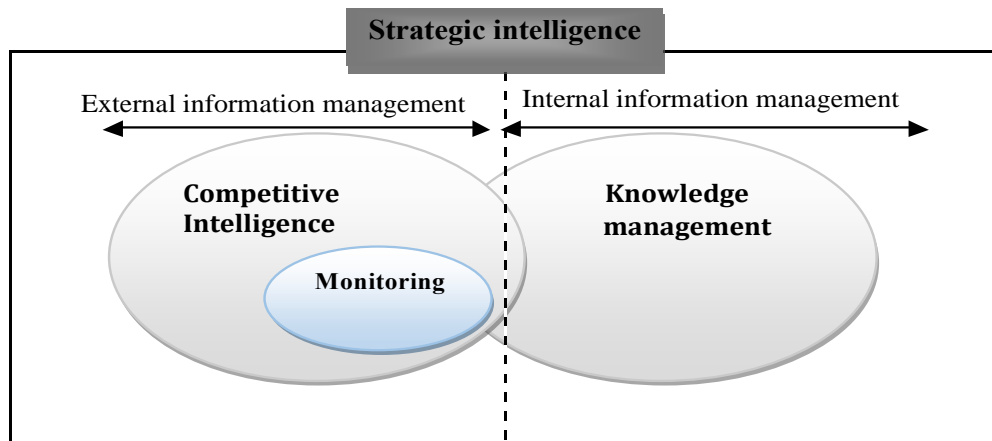 Strategic intelligence
External information management
Internal information management
Competitive
Intelligence
Knowledge
management
Monitoring